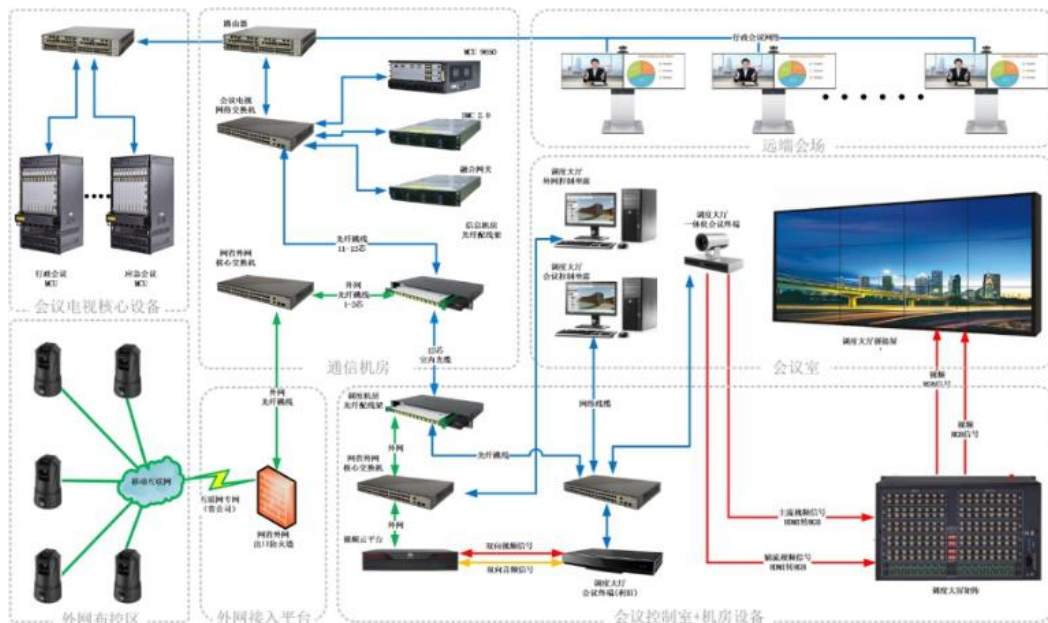 路由器
MCU 9650
会议电视
网络交换机
SMC 2.0
融合网关
信息机房
光纤配线架
光纤跳线
11-12芯
网省外网
核心交换机
外网
光纤跳线
1-2芯
12芯
室内光缆
通信机房
行政会议
MCU
应急会议
MCU
会议电视核心设备
行政会议网络
远端会场
调度大厅
外网控制坐席
调度大厅
会议控制坐席
调度大厅
一体化会议终端
调度大厅拼接屏
会议室
移动互联网
外网布控区
互联网专网
(省公司)
外网
光纤跳线
网省外网
出口防火墙
外网接入平台
调度机房
光纤配线架
外网
网省外网
核心交换机
外网
视频云平台
光纤跳线
网络线缆
双向视频信号
双向音频信号
调度大厅
会议终端(利旧)
视频
RGB信号
视频
RGB信号
主流视频信号
HDMI转RGB
辅流视频信号
HDMI转RGB
调度大屏矩阵
会议控制室+机房设备